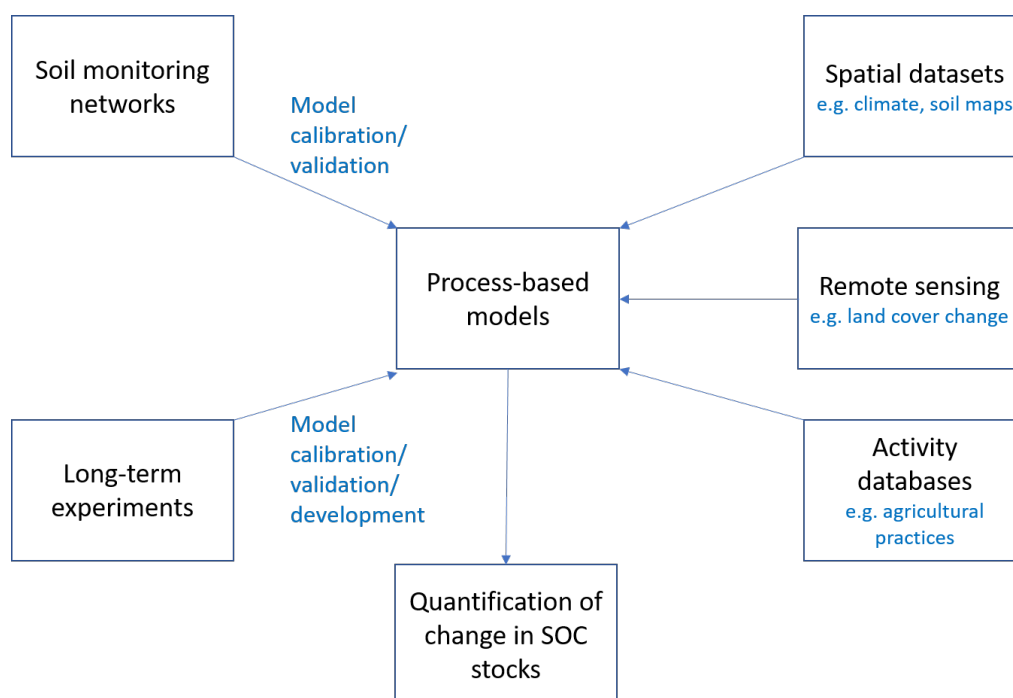 Soil monitoring
networks
Model
calibration/
validation
Spatial datasets
e.g. climate, soil maps
Process-based
models
Remote sensing
e.g. land cover change
Long-term
experiments
Model
calibration/
validation/
development
Activity
databases
e.g. agricultural
practices
Quantification of
change in SOC
stocks